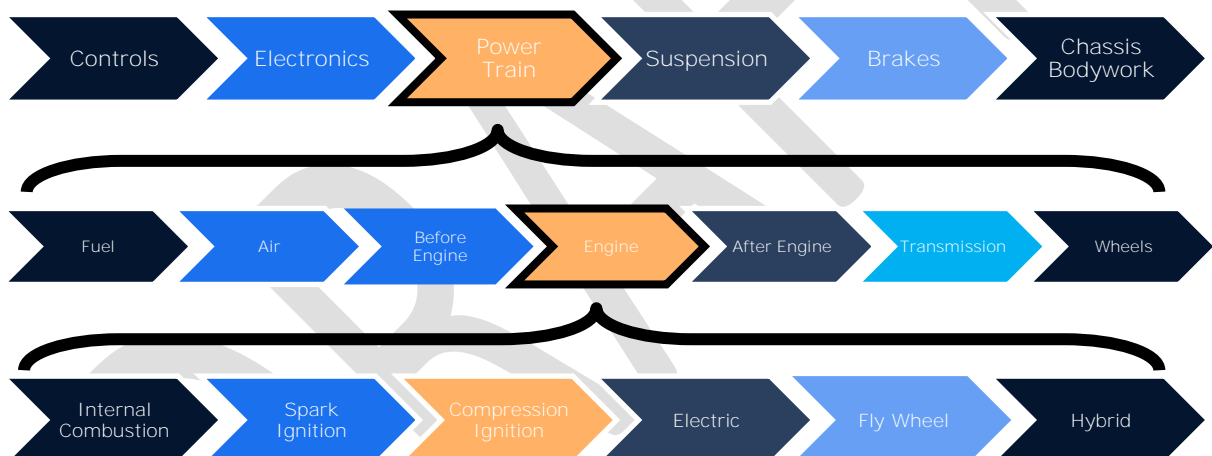 Controls
Electronics
Power
Train
Suspension
Brakes
Chassis
Bodywork
Fuel
Air
Before
Engine
Engine
After Engine
Transmission
Wheels
Internal
Combustion
Spark
Ignition
Compression
Ignition
Electric
Fly Wheel
Hybrid